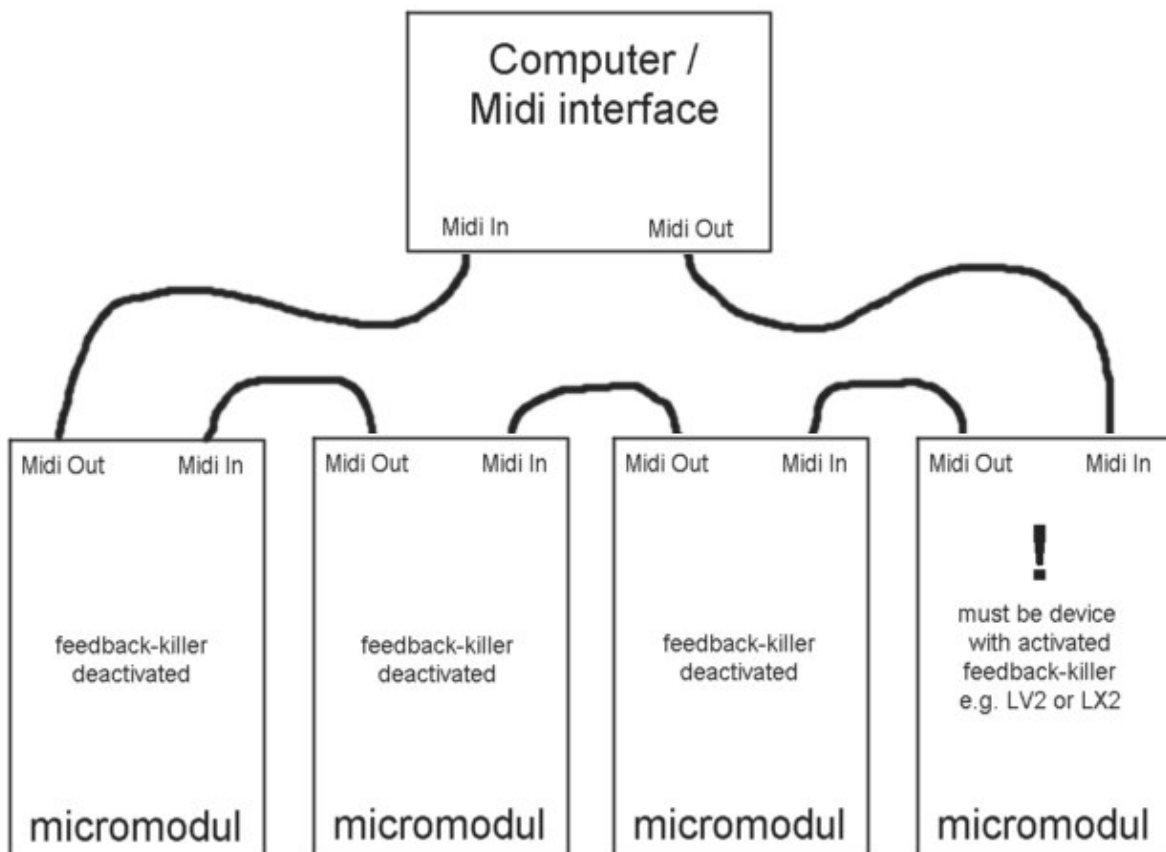 Computer /
Midi interface
Midi In
Midi Out
Midi Out
Midi In
Midi Out
Midi In
Midi Out
Midi In
Midi Out
Midi In
feedback-killer
deactivated
feedback-killer
deactivated
feedback-killer
deactivated
!
must be device
with activated
feedback-killer
e.g. LV2 or LX2
micromodul
micromodul
micromodul
micromodul